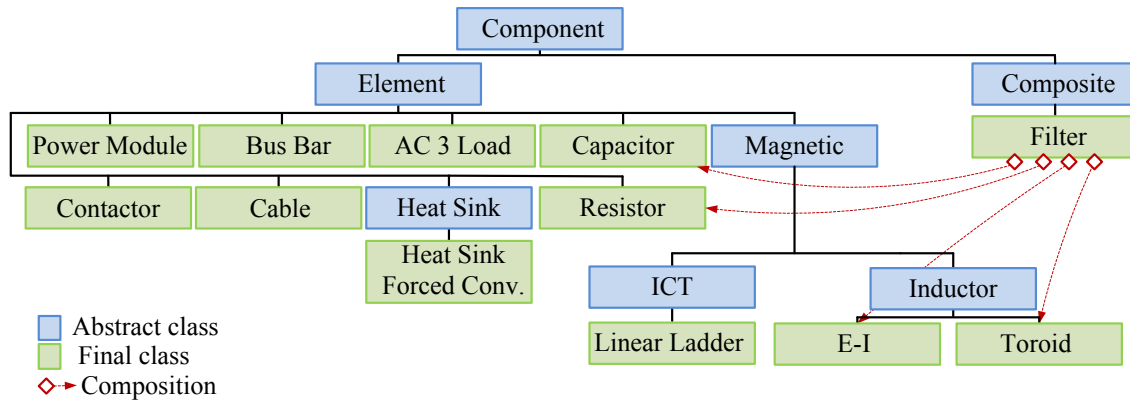 Component
Element
Composite
Power Module
Bus Bar
AC 3 Load
Capacitor
Magnetic
Filter
Contactor
Cable
Heat Sink
Resistor
Heat Sink
Forced Conv.
ICT
Inductor
Linear Ladder
E-I
Toroid
Abstract class
Final class
Composition